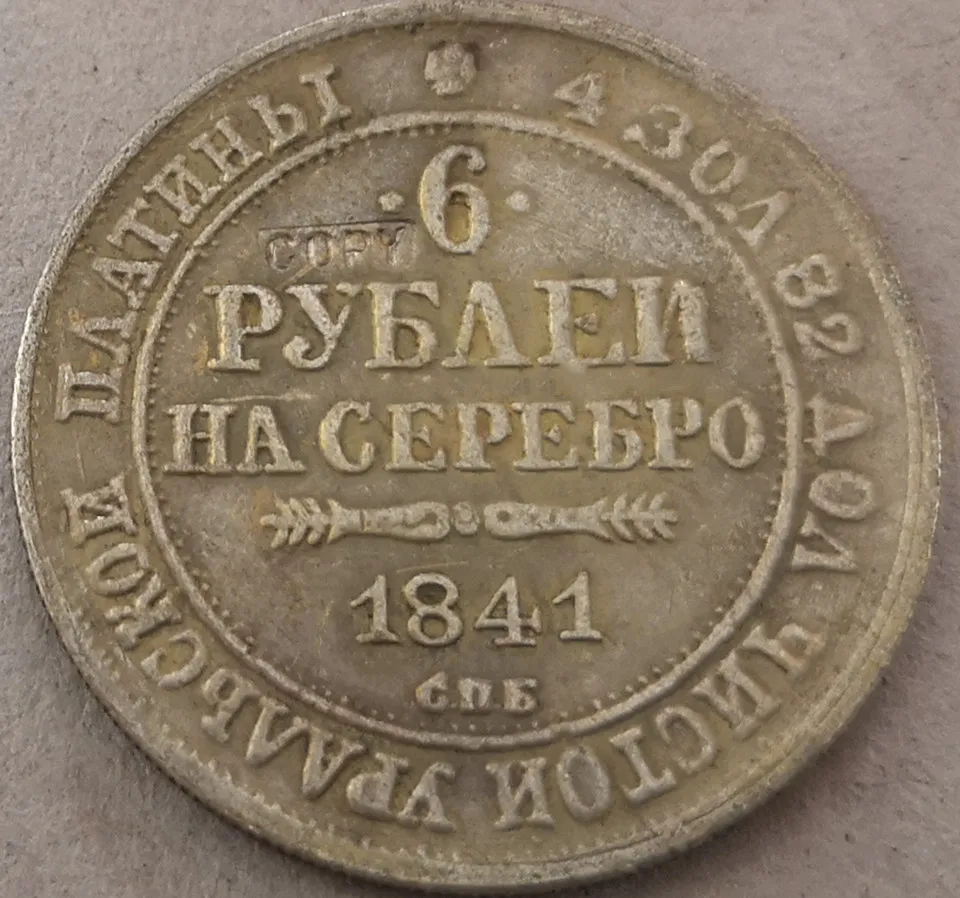 4 ЗОЛ 82 ДОЛ ЧИСТОЙ УРАЛЬСКОЙ ПЛАТИНЫ
·6·
COPY
РУБЛЕЙ
НА СЕРЕБРО
1841
СПБ